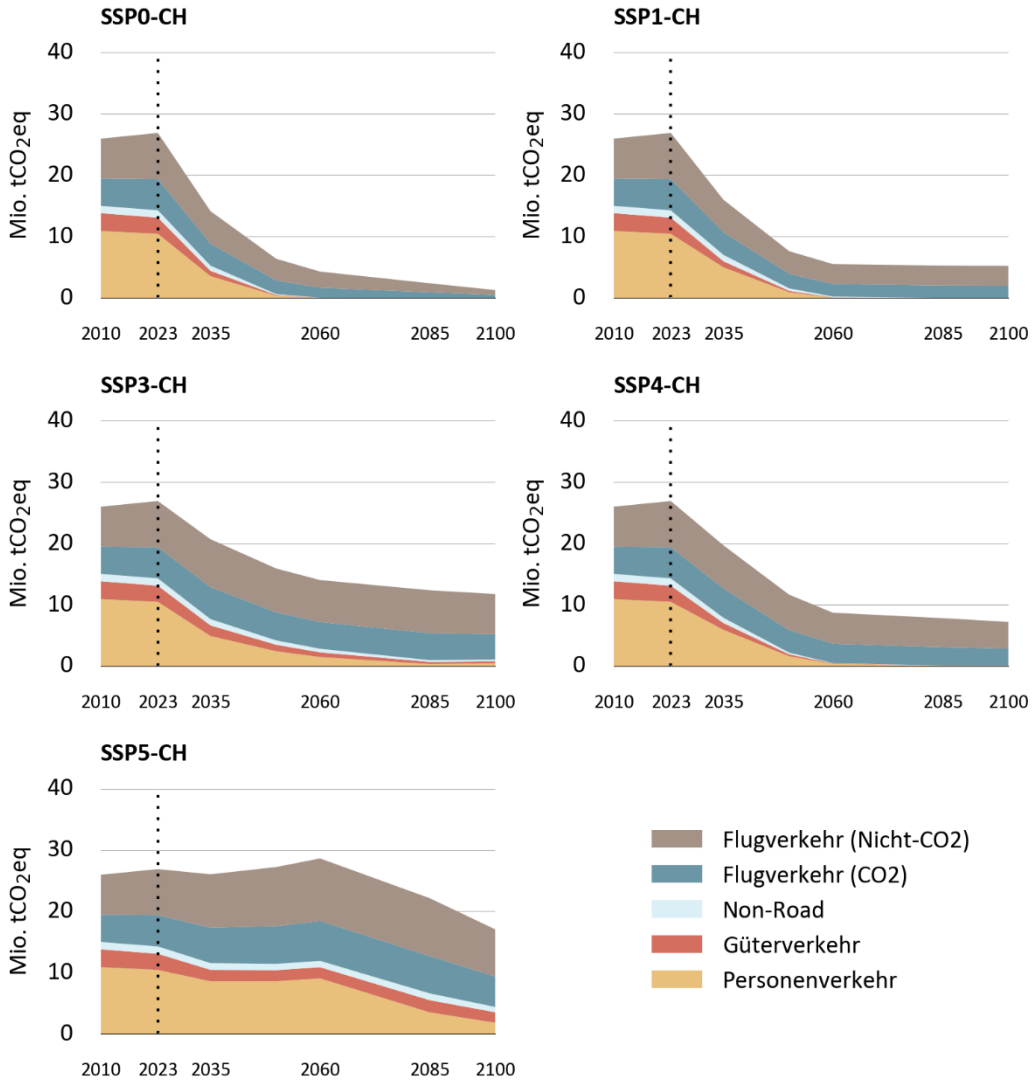 SSP0-CH
40
30
20
10
0
Mio. tCO₂eq
2010 2023 2035 2060 2085 2100
SSP1-CH
40
30
20
10
0
Mio. tCO₂eq
2010 2023 2035 2060 2085 2100
SSP3-CH
40
30
20
10
0
Mio. tCO₂eq
2010 2023 2035 2060 2085 2100
SSP4-CH
40
30
20
10
0
Mio. tCO₂eq
2010 2023 2035 2060 2085 2100
SSP5-CH
40
30
20
10
0
Mio. tCO₂eq
2010 2023 2035 2060 2085 2100
Flugverkehr (Nicht-CO2)
Flugverkehr (CO2)
Non-Road
Güterverkehr
Personenverkehr